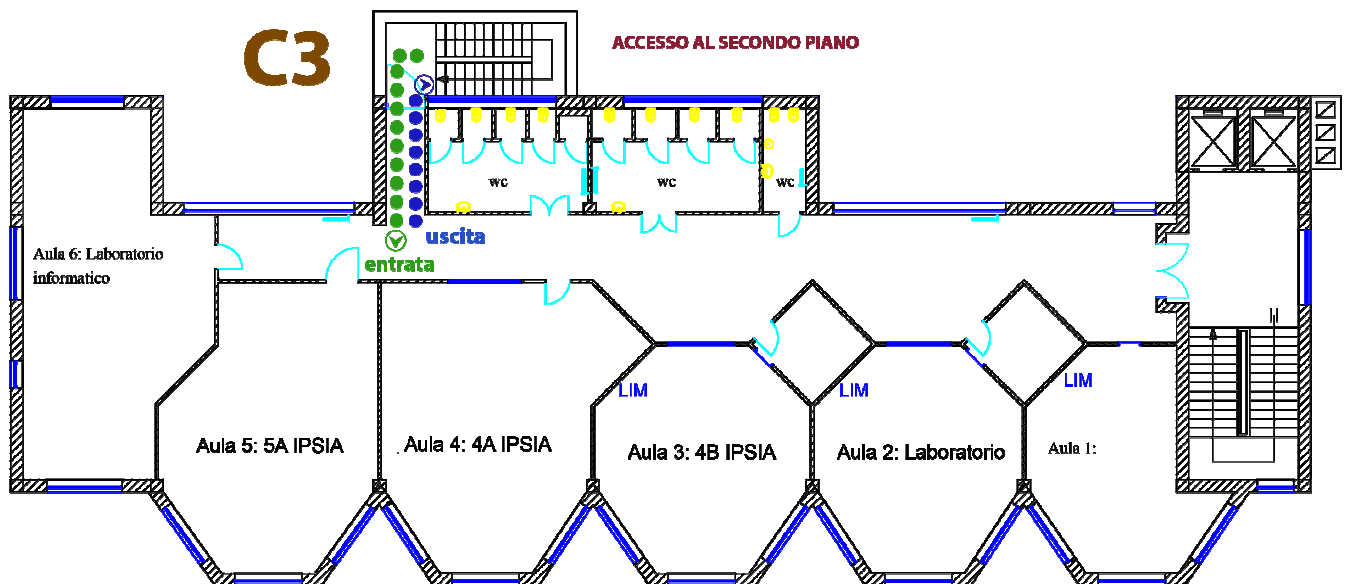 C3
ACCESSO AL SECONDO PIANO
wc
wc
wc
uscita
entrata
Aula 6: Laboratorio
informatico
LIM
LIM
LIM
Aula 5: 5A IPSIA
Aula 4: 4A IPSIA
Aula 3: 4B IPSIA
Aula 2: Laboratorio
Aula 1: